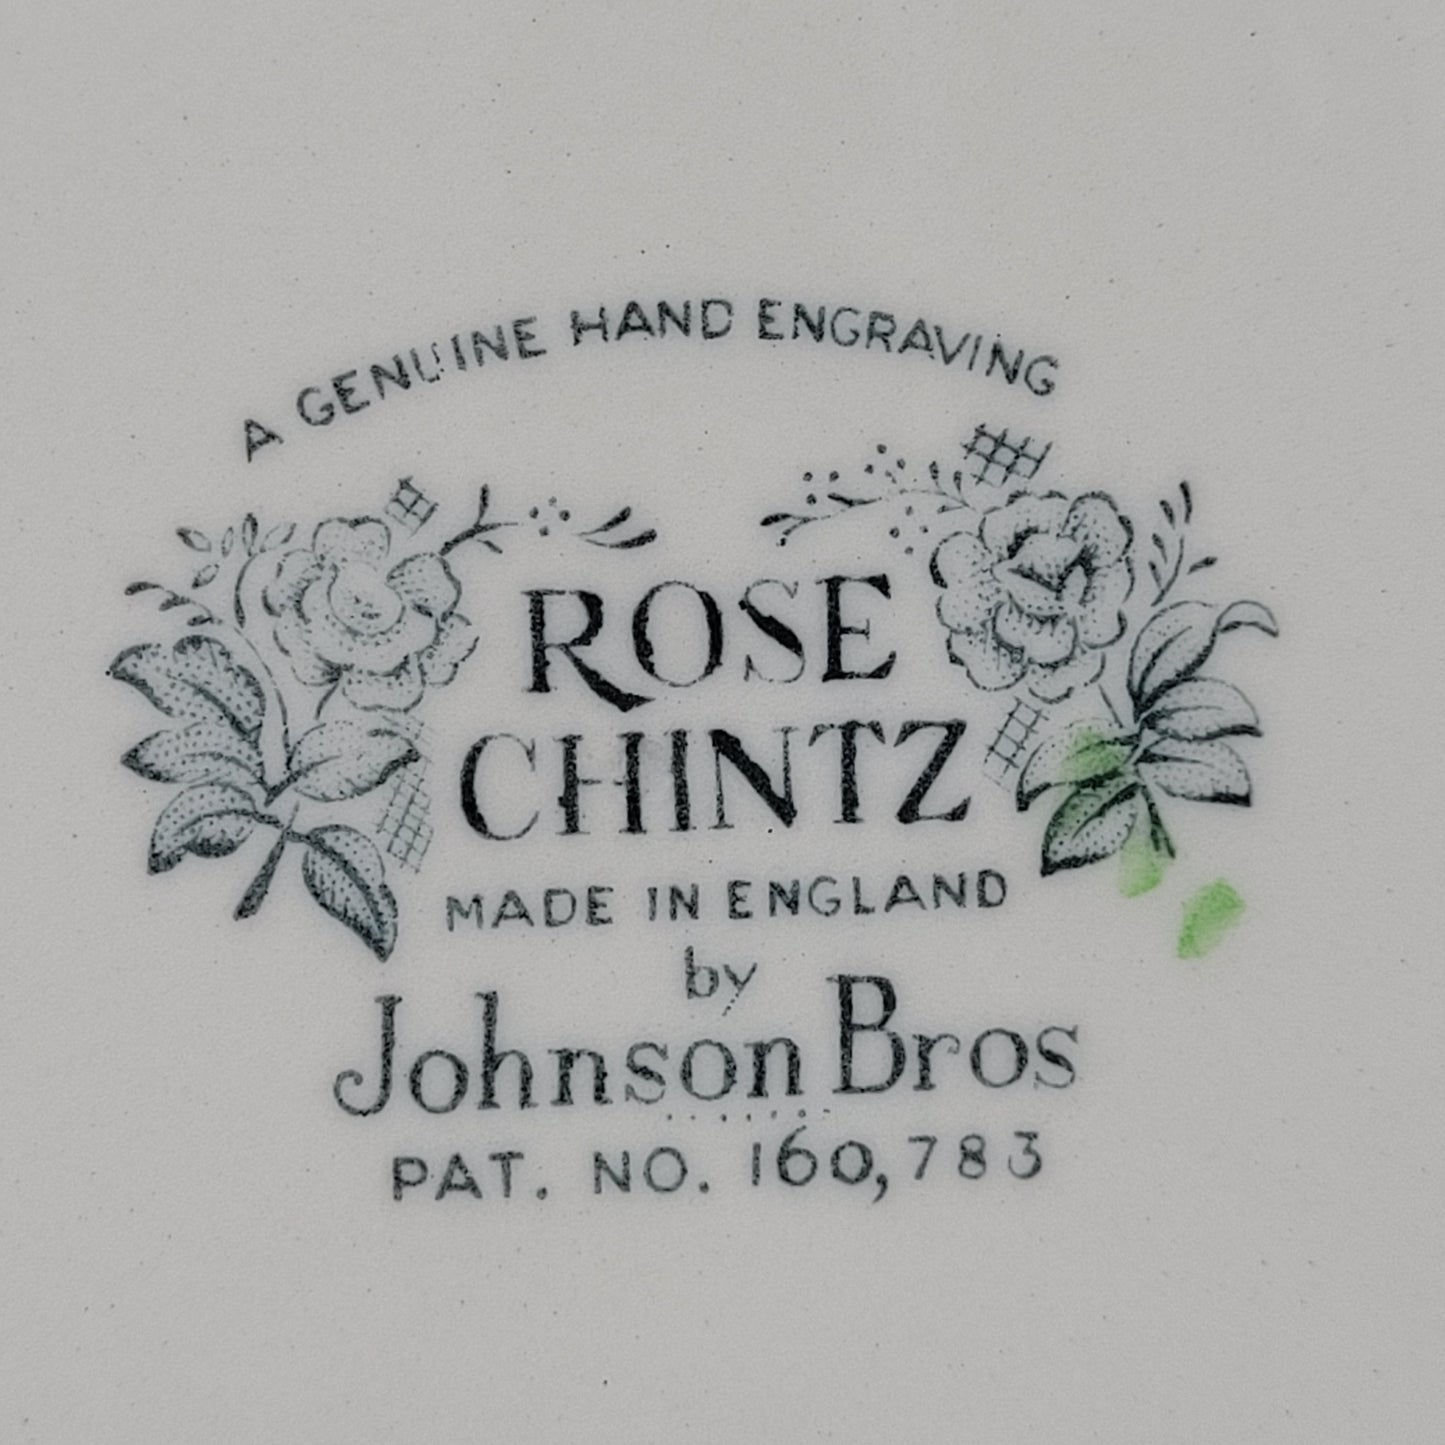 A GENUINE HAND ENGRAVING
ROSE
CHINTZ
MADE IN ENGLAND
by
Johnson Bros
PAT. NO. 160,783